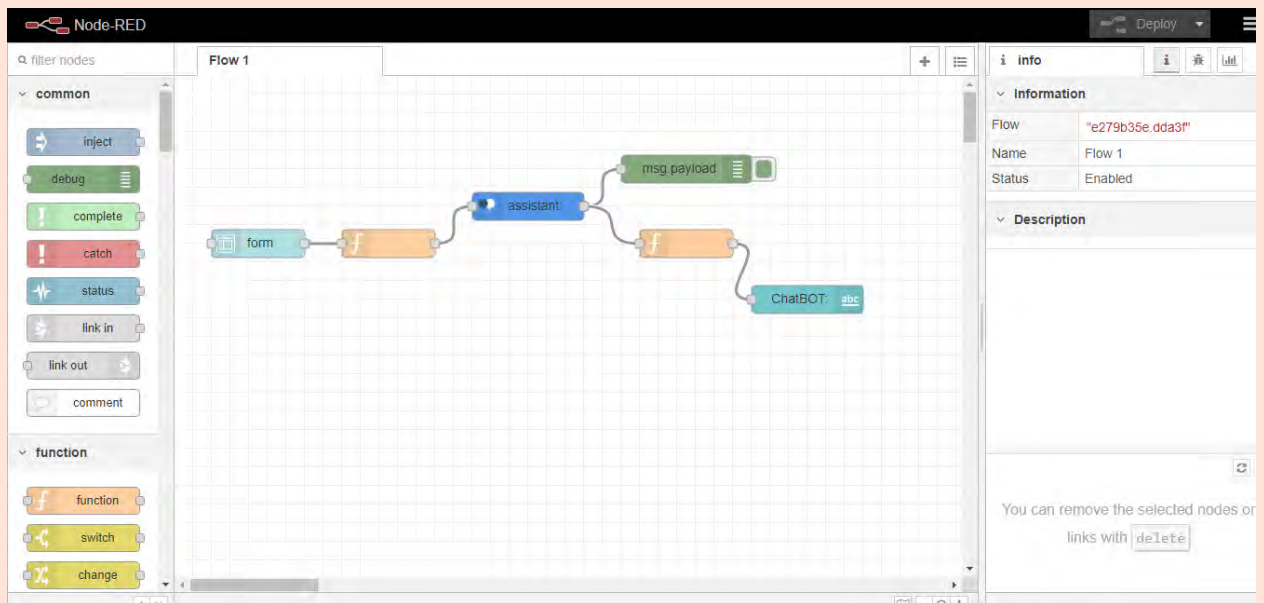 Node-RED
Deploy
filter nodes
Flow 1
i info
common
Information
inject
Flow "e279b35e.dda3f"
debug
msg.payload
Name Flow 1
Status Enabled
complete
assistant
Description
catch
form
status
ChatBOT: abc
link in
link out
comment
function
function
You can remove the selected nodes or
switch
links with delete
change